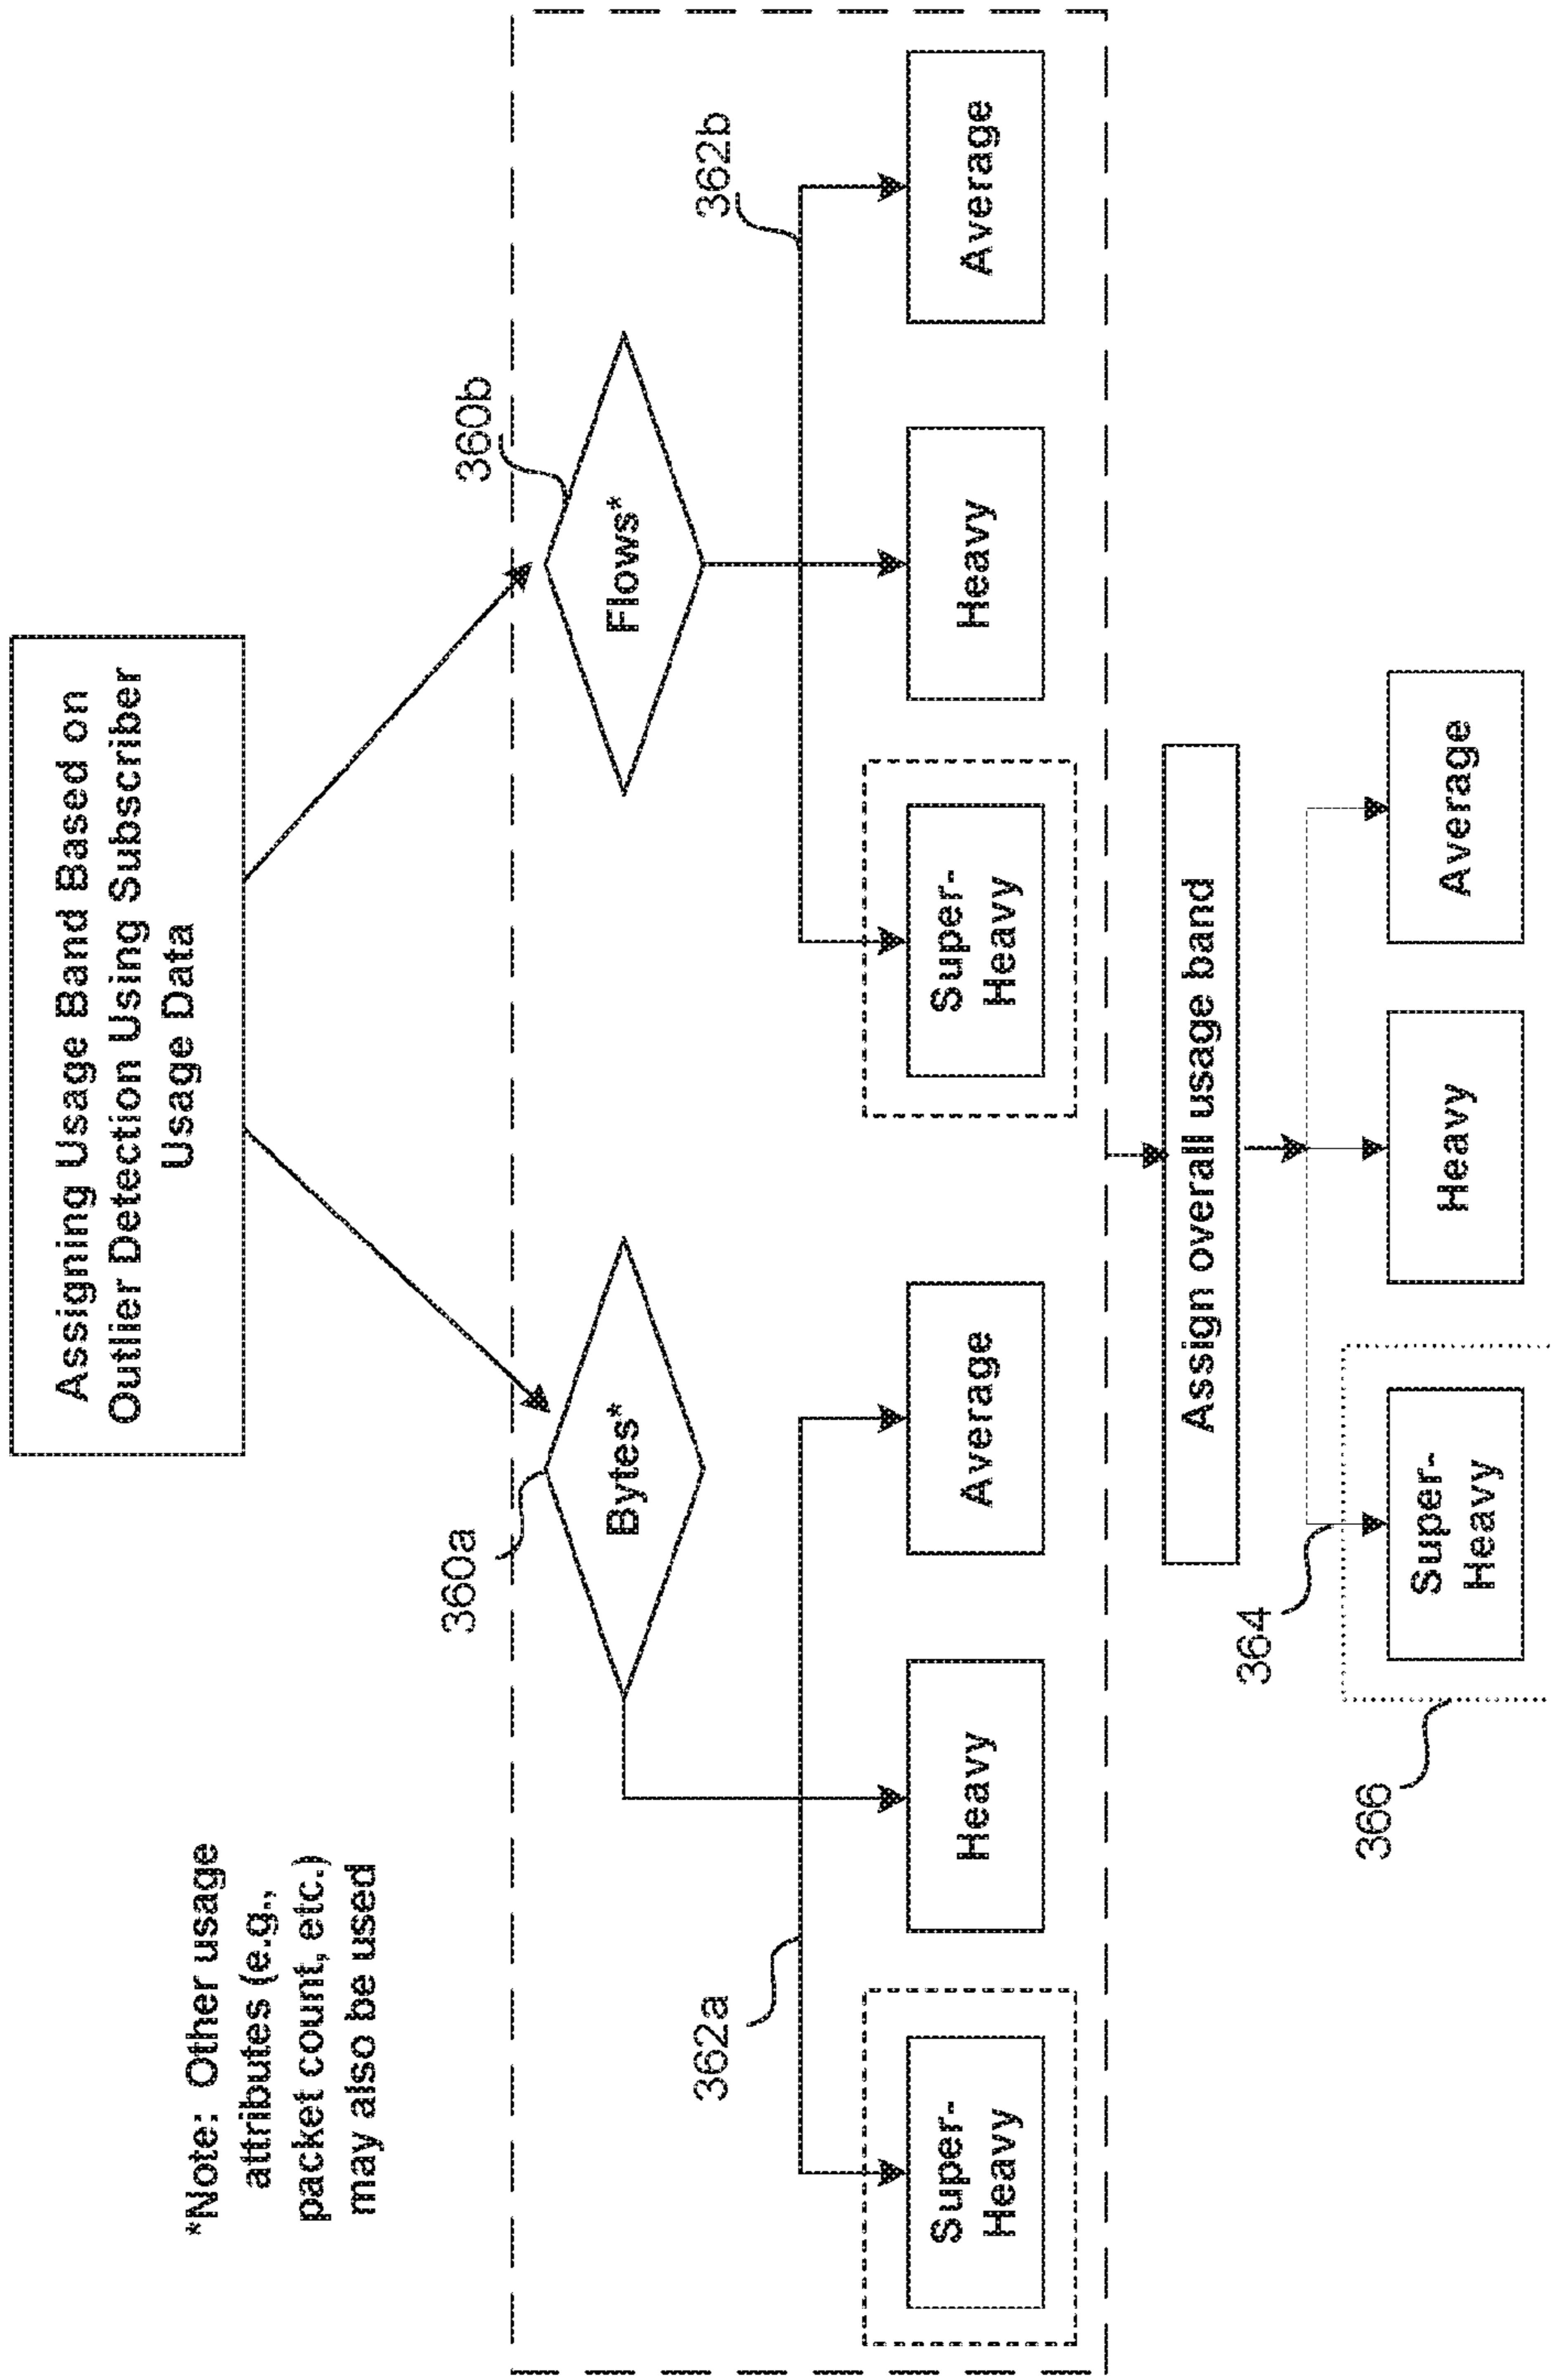 Assigning Usage Band Based on
Outlier Detection Using Subscriber
Usage Data
*Note: Other usage
attributes (e.g.,
packet count, etc.)
may also be used
360a
360b
Bytes*
Flows*
362a
362b
Super-
Heavy
Heavy
Average
Super-
Heavy
Heavy
Average
Assign overall usage band
364
366
Super-
Heavy
Heavy
Average